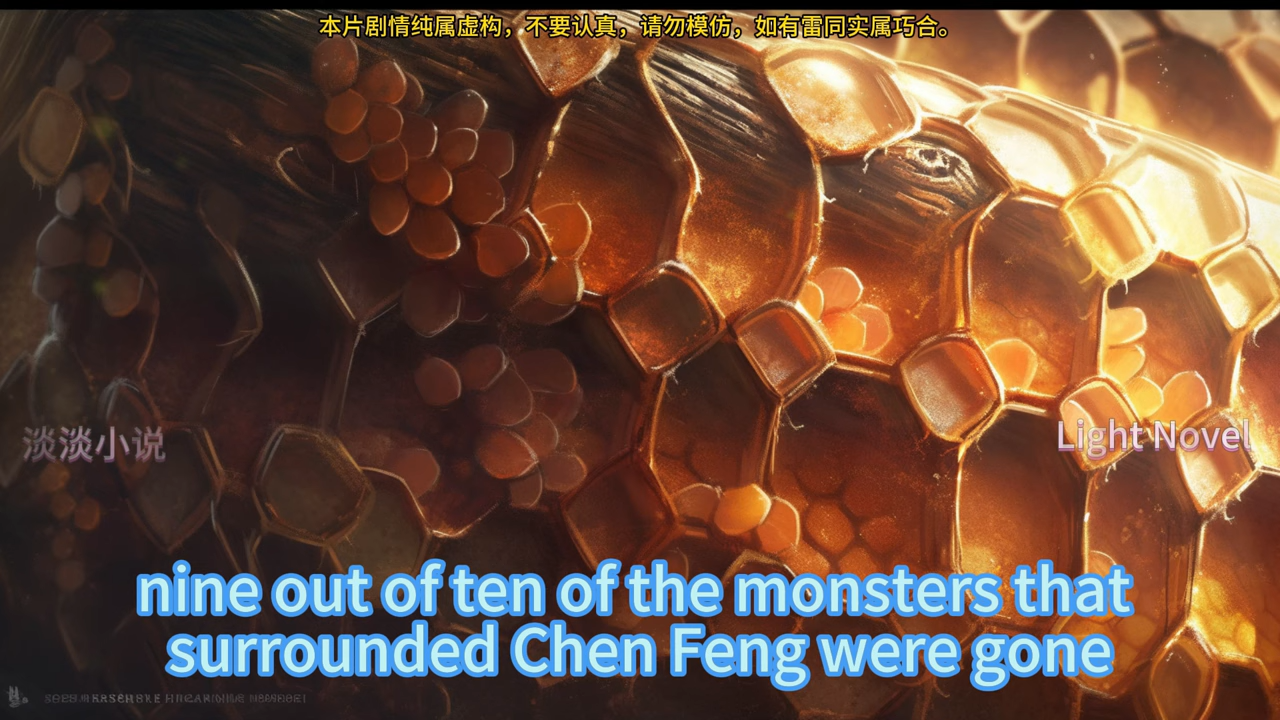 本片剧情纯属虚构，不要认真，请勿模仿，如有雷同实属巧合。
淡淡小说
Light Novel
nine out of ten of the monsters that
surrounded Chen Feng were gone